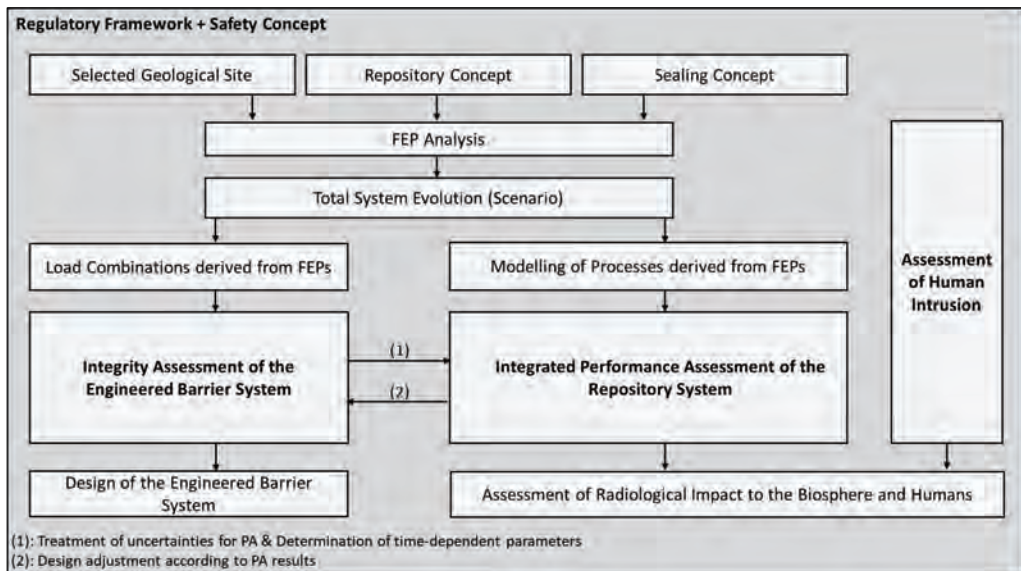 Regulatory Framework + Safety Concept
Selected Geological Site
Repository Concept
Sealing Concept
FEP Analysis
Total System Evolution (Scenario)
Load Combinations derived from FEPs
Modelling of Processes derived from FEPs
Assessment
of Human
Intrusion
Integrity Assessment of the
Engineered Barrier System
(1)
(2)
Integrated Performance Assessment of the
Repository System
Design of the Engineered Barrier
System
Assessment of Radiological Impact to the Biosphere and Humans
(1): Treatment of uncertainties for PA & Determination of time-dependent parameters
(2): Design adjustment according to PA results